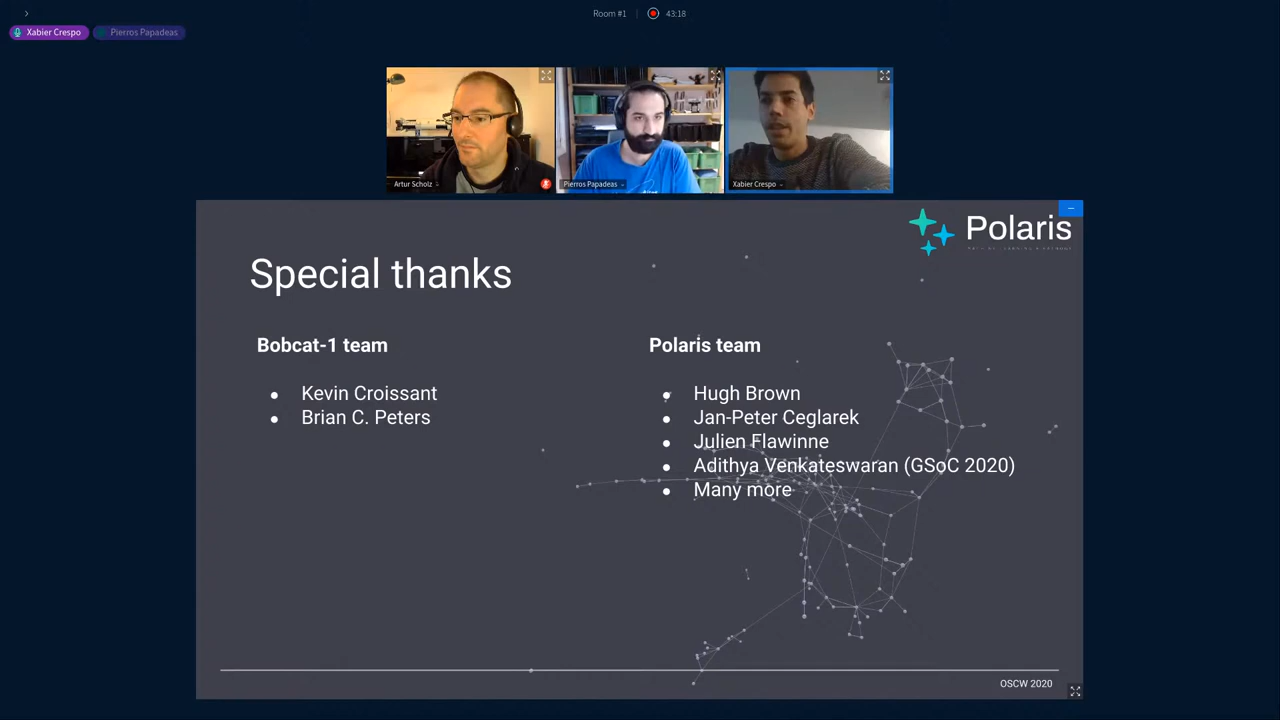 Room #1
43:18
Xabier Crespo
Pierros Papadeas
Artur Scholz
Pierros Papadeas
Xabier Crespo
Polaris
Special thanks
Bobcat-1 team
● Kevin Croissant
● Brian C. Peters
Polaris team
● Hugh Brown
● Jan-Peter Ceglarek
● Julien Flawinne
● Adithya Venkateswaran (GSoC 2020)
● Many more
OSCW 2020